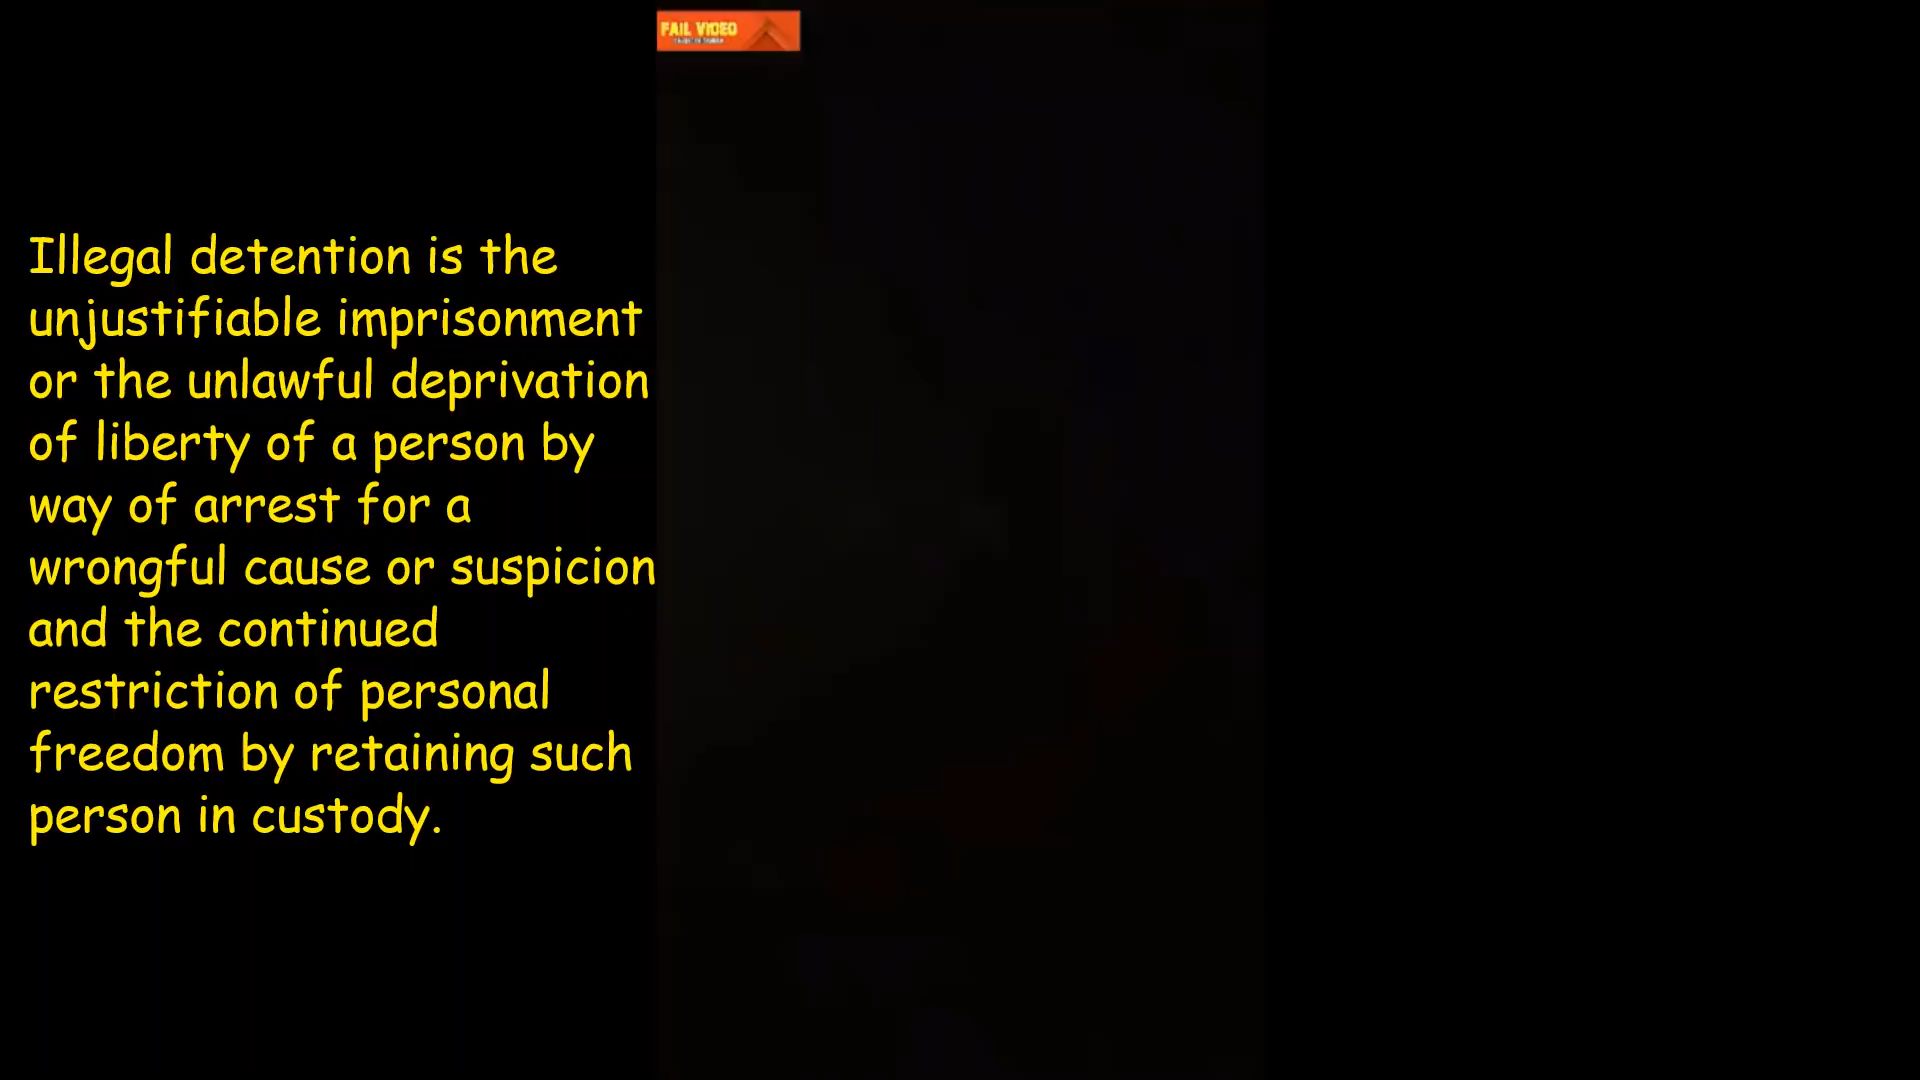 FAIL VIDEO
Illegal detention is the
unjustifiable imprisonment
or the unlawful deprivation
of liberty of a person by
way of arrest for a
wrongful cause or suspicion
and the continued
restriction of personal
freedom by retaining such
person in custody.